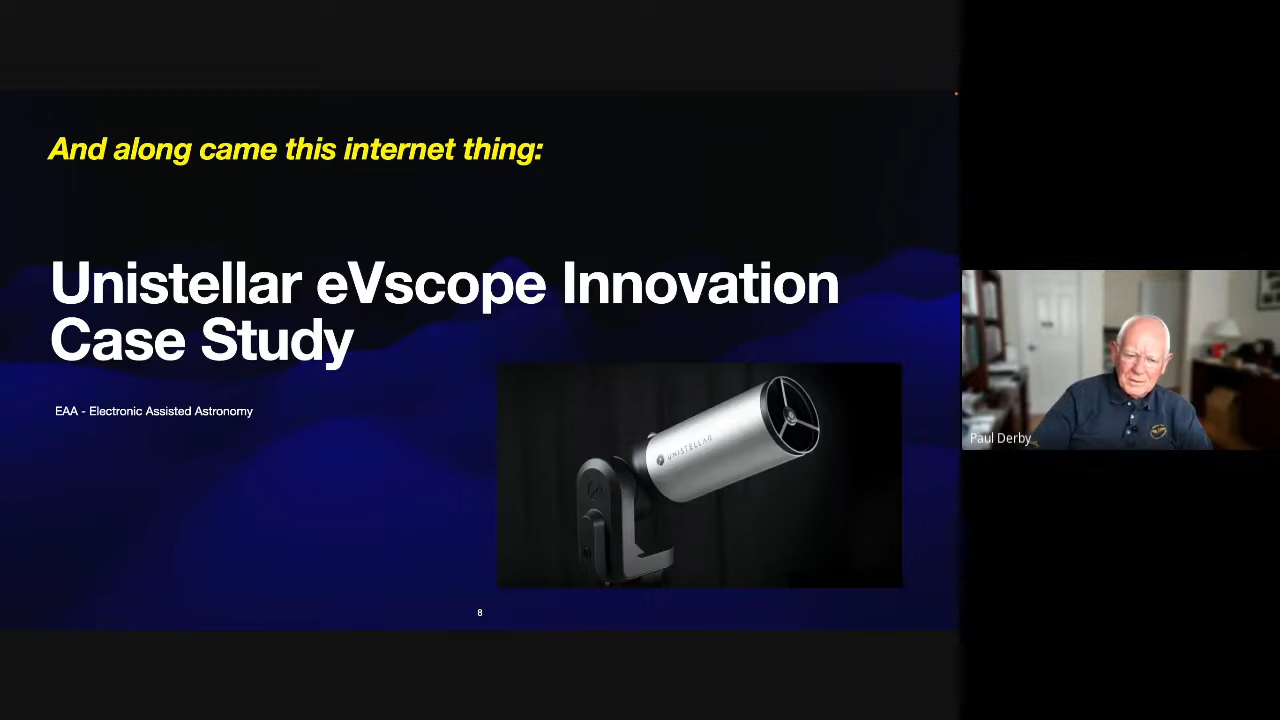 And along came this internet thing:
Unistellar eVscope Innovation
Case Study
EAA - Electronic Assisted Astronomy
UNISTELLAR
8
Paul Derby